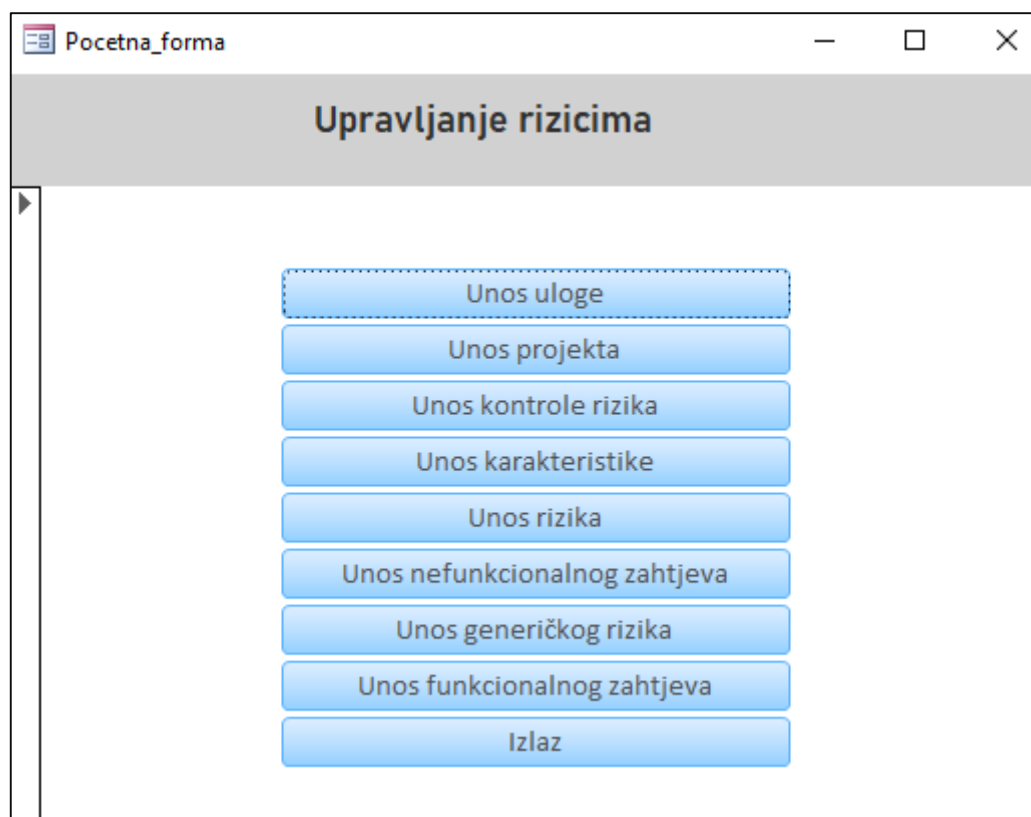 Pocetna_forma
Upravljanje rizicima
Unos uloge
Unos projekta
Unos kontrole rizika
Unos karakteristike
Unos rizika
Unos nefunkcionalnog zahtjeva
Unos generičkog rizika
Unos funkcionalnog zahtjeva
Izlaz